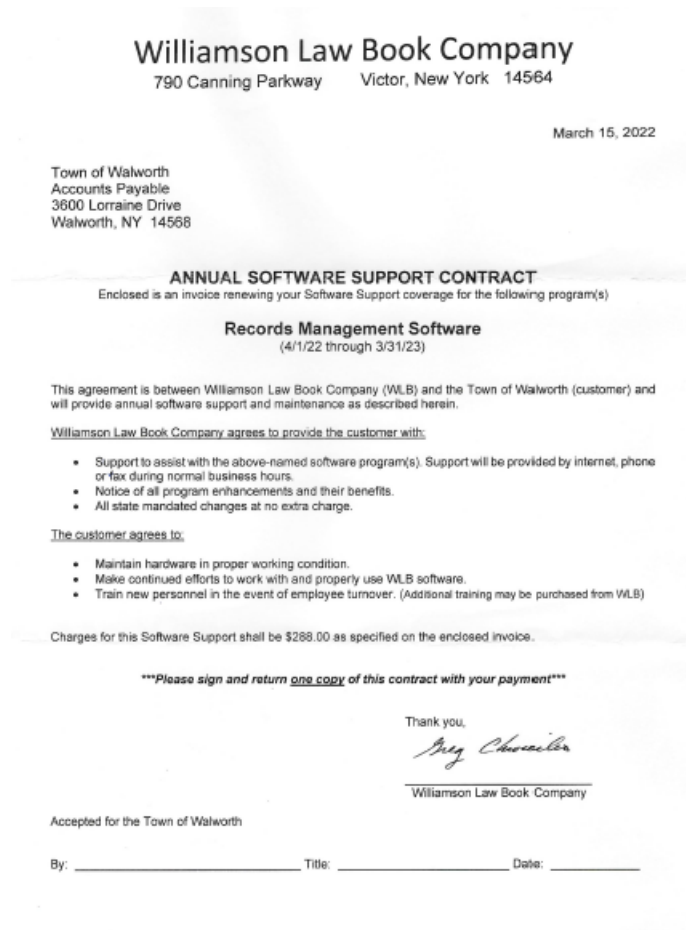 Williamson Law Book Company
790 Canning Parkway Victor, New York 14564
March 15, 2022
Town of Walworth
Accounts Payable
3600 Lorraine Drive
Walworth, NY 14568
ANNUAL SOFTWARE SUPPORT CONTRACT
Enclosed is an invoice renewing your Software Support coverage for the following program(s)
Records Management Software
(4/1/22 through 3/31/23)
This agreement is between Williamson Law Book Company (WLB) and the Town of Walworth (customer) and
will provide annual software support and maintenance as described herein.
Williamson Law Book Company agrees to provide the customer with:
• Support to assist with the above-named software program(s). Support will be provided by internet, phone
or fax during normal business hours.
• Notice of all program enhancements and their benefits.
• All state mandated changes at no extra charge.
The customer agrees to:
• Maintain hardware in proper working condition.
• Make continued efforts to work with and properly use WLB software.
• Train new personnel in the event of employee turnover. (Additional training may be purchased from WLB)
Charges for this Software Support shall be $288.00 as specified on the enclosed invoice.
***Please sign and return one copy of this contract with your payment***
Thank you,
Greg
Williamson Law Book Company
Accepted for the Town of Walworth
By: Title: Date: